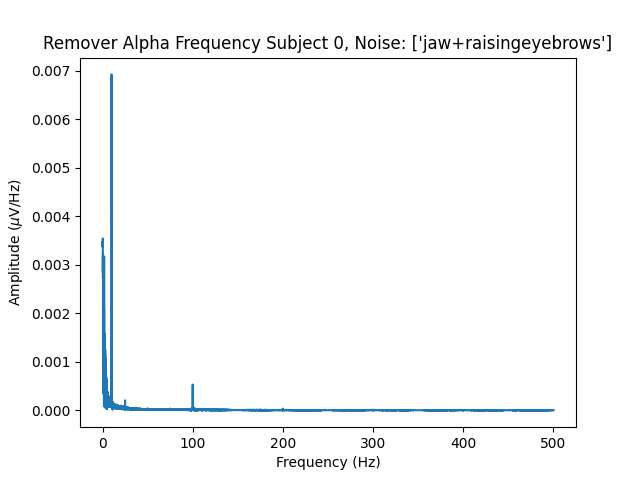 Remover Alpha Frequency Subject 0, Noise: ['jaw+raisingeyebrows']
0.007
0.006
0.005
0.004
0.003
0.002
0.001
0.000
Amplitude (μV/Hz)
0 100 200 300 400 500
Frequency (Hz)